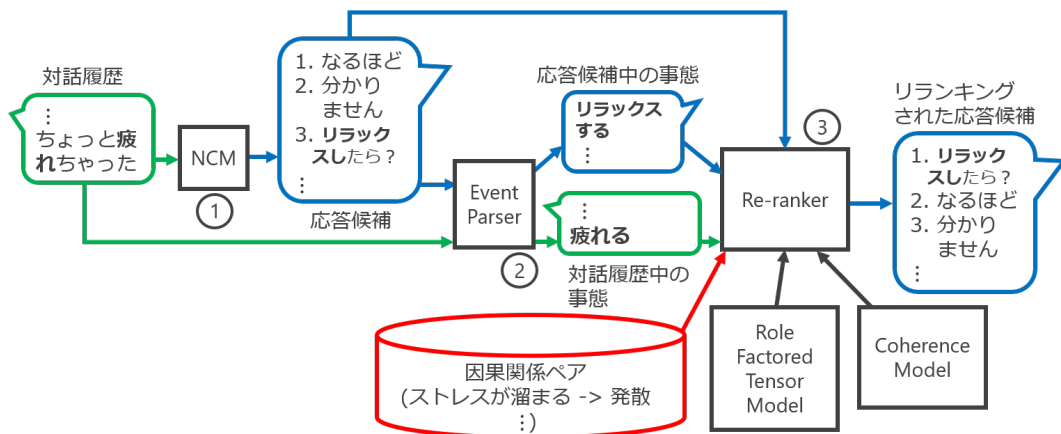 対話履歴
⋮
ちょっと疲
れちゃった
NCM
①
1. なるほど
2. 分かり
ません
3. リラック
スしたら？
⋮
応答候補
Event
Parser
②
応答候補中の事態
リラックス
する
⋮
⋮
疲れる
対話履歴中の
事態
③
Re-ranker
因果関係ペア
(ストレスが溜まる -> 発散
⋮)
Role
Factored
Tensor
Model
Coherence
Model
リランキング
された応答候補
1. リラック
スしたら？
2. なるほど
3. 分かり
ません
⋮